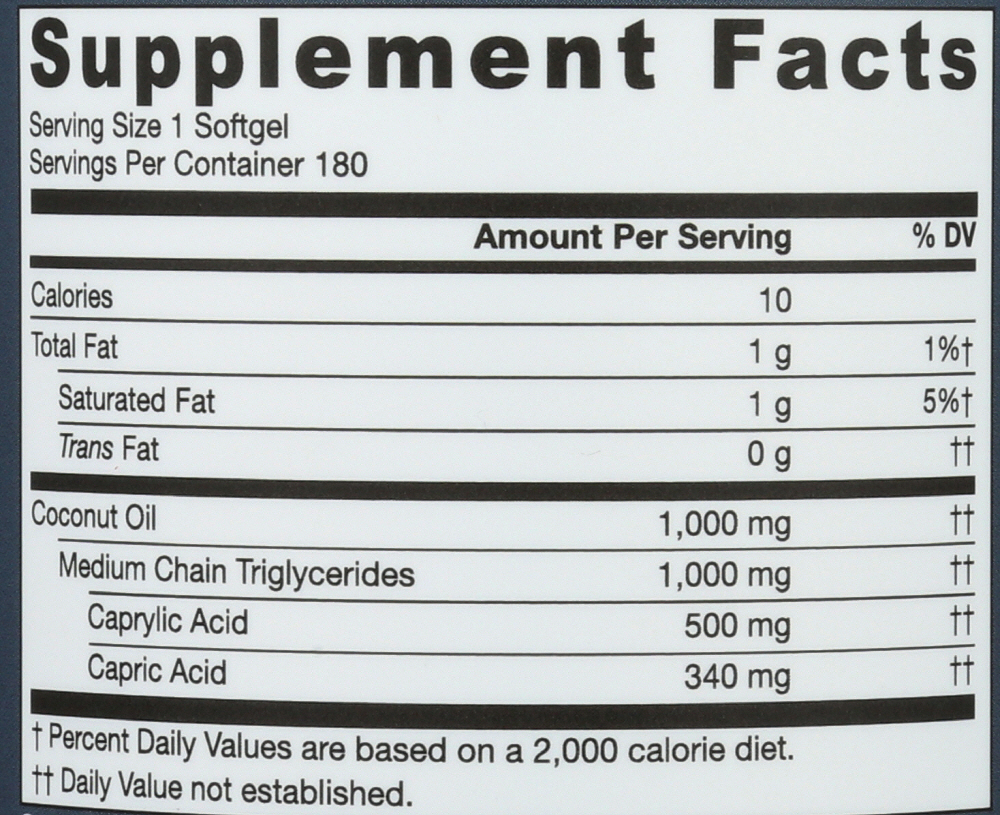 Supplement Facts
Serving Size 1 Softgel
Servings Per Container 180
Amount Per Serving % DV
Calories 10
Total Fat 1 g 1%†
Saturated Fat 1 g 5%†
Trans Fat 0 g ††
Coconut Oil 1,000 mg ††
Medium Chain Triglycerides 1,000 mg ††
Caprylic Acid 500 mg ††
Capric Acid 340 mg ††
† Percent Daily Values are based on a 2,000 calorie diet.
†† Daily Value not established.